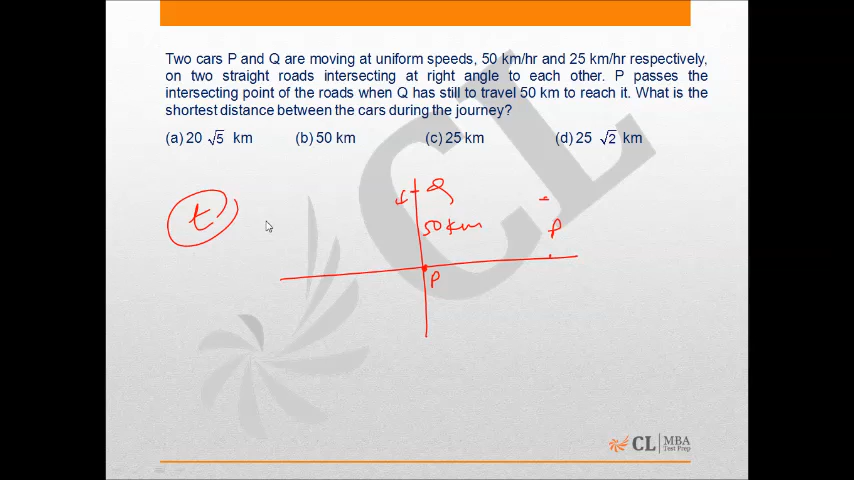 Two cars P and Q are moving at uniform speeds, 50 km/hr and 25 km/hr respectively,
on two straight roads intersecting at right angle to each other. P passes the
intersecting point of the roads when Q has still to travel 50 km to reach it. What is the
shortest distance between the cars during the journey?
(a) 20 √5 km (b) 50 km (c) 25 km (d) 25 √2 km
Q
t
50 km
P
P
CL
CL MBA
Test Prep